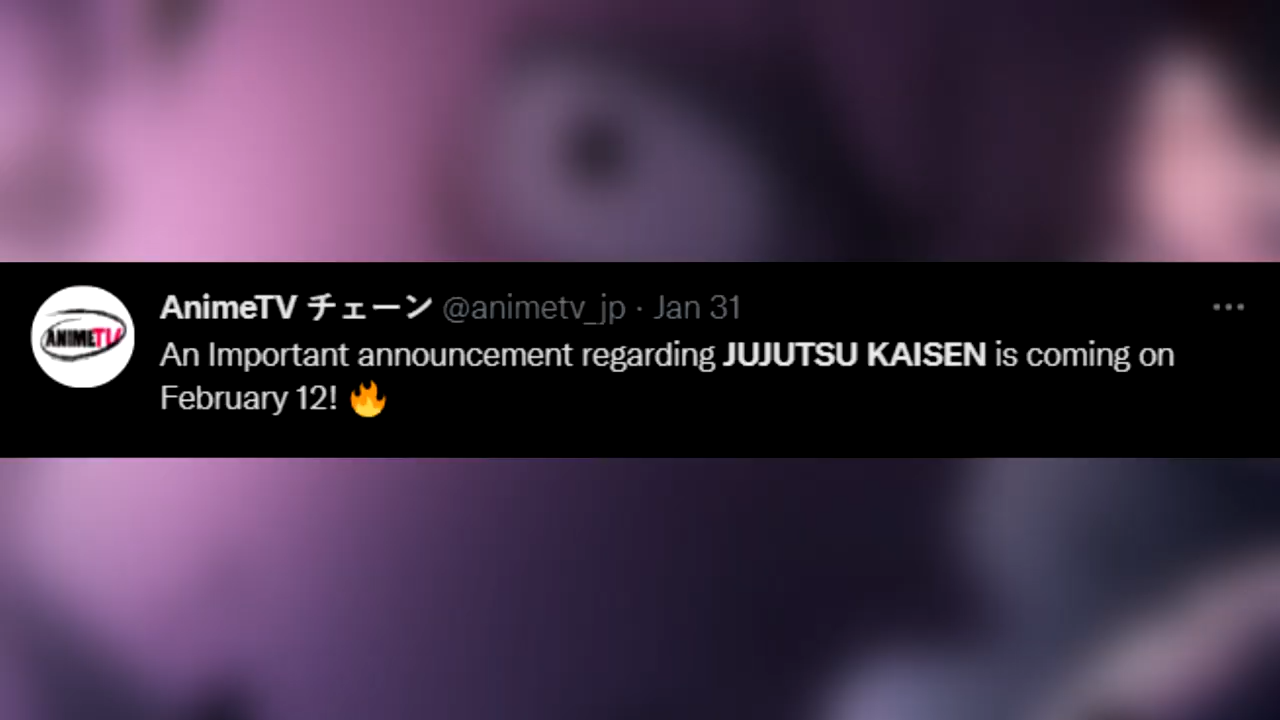 ANIMETV
AnimeTV チェーン @animetv_jp · Jan 31
An Important announcement regarding JUJUTSU KAISEN is coming on
February 12! 🔥